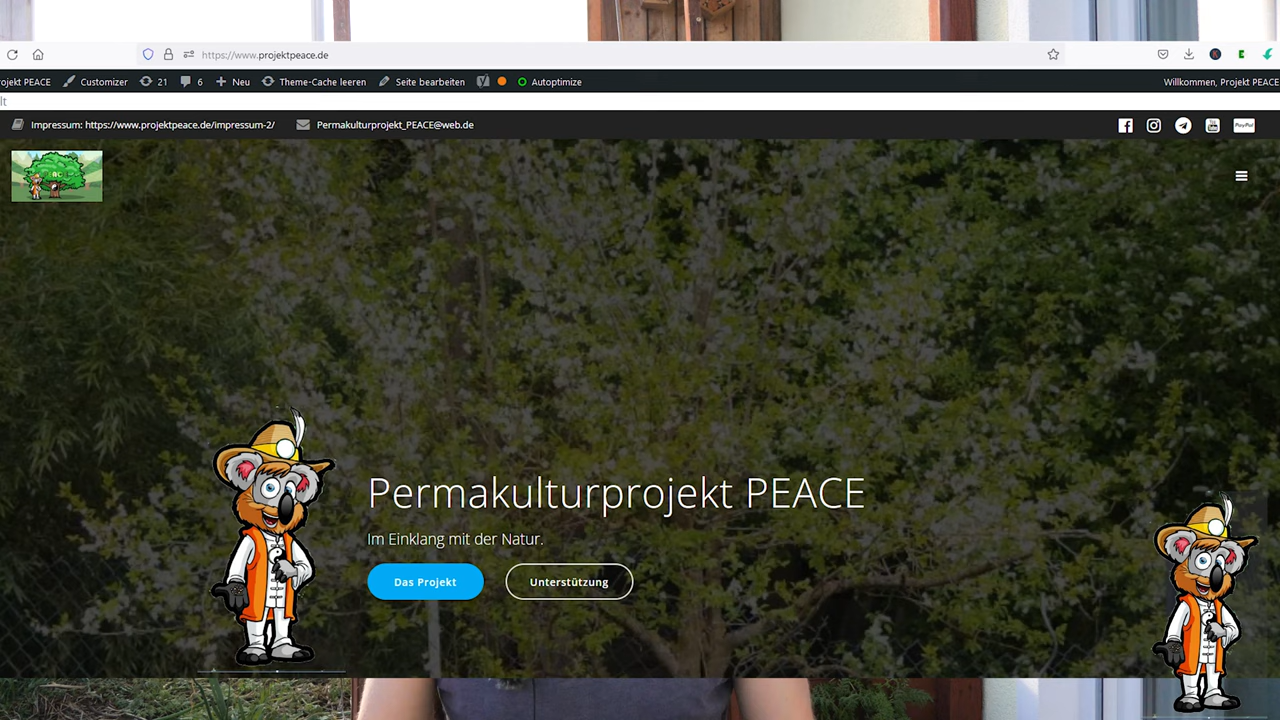 https://www.projektpeace.de
ojekt PEACE Customizer 21 6 Neu Theme-Cache leeren Seite bearbeiten Autoptimize Willkommen, Projekt PEACE
lt
Impressum: https://www.projektpeace.de/impressum-2/ Permakulturprojekt_PEACE@web.de PayPal
Permakulturprojekt PEACE
Im Einklang mit der Natur.
Das Projekt Unterstützung